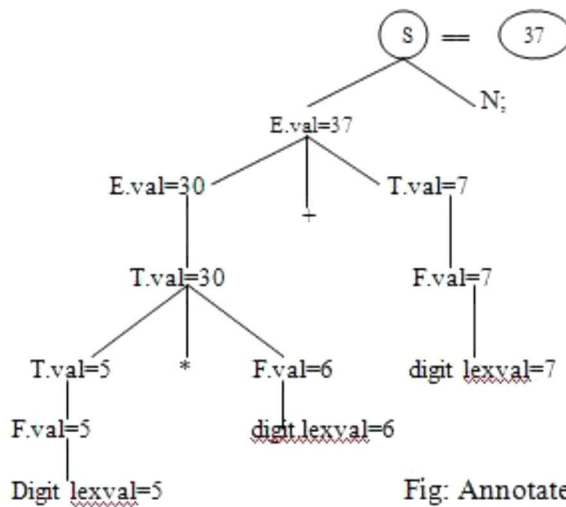 S == 37
N;
E.val=37
E.val=30 + T.val=7
T.val=30 F.val=7
T.val=5 * F.val=6 digit lexval=7
F.val=5 digit.lexval=6
Digit lexval=5 Fig: Annotate